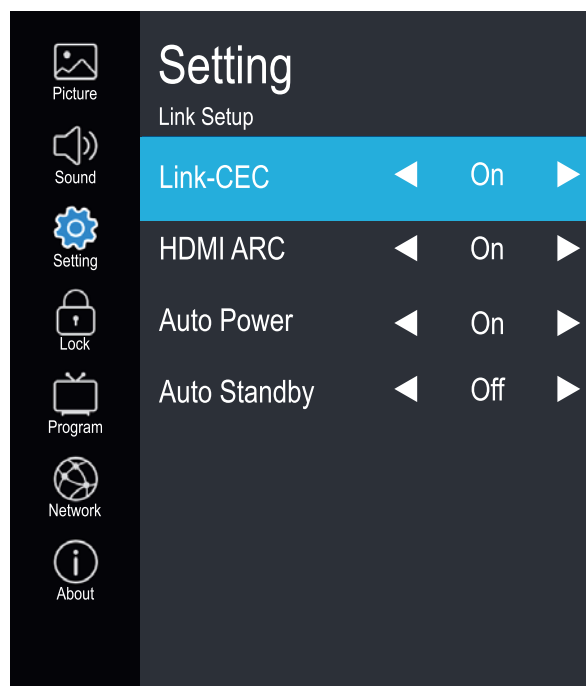 Picture
Sound
Setting
Lock
Program
Network
About
Setting
Link Setup
Link-CEC On
HDMI ARC On
Auto Power On
Auto Standby Off